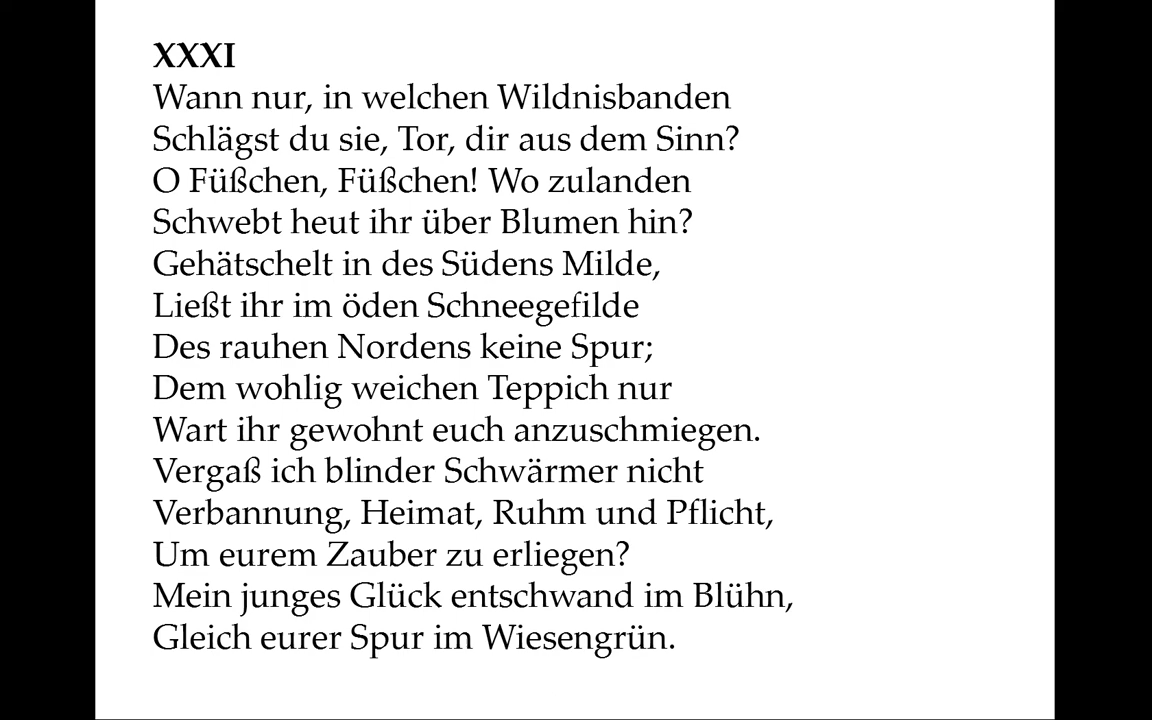 XXXI
Wann nur, in welchen Wildnisbanden
Schlägst du sie, Tor, dir aus dem Sinn?
O Füßchen, Füßchen! Wo zulanden
Schwebt heut ihr über Blumen hin?
Gehätschelt in des Südens Milde,
Ließt ihr im öden Schneegefilde
Des rauhen Nordens keine Spur;
Dem wohlig weichen Teppich nur
Wart ihr gewohnt euch anzuschmiegen.
Vergaß ich blinder Schwärmer nicht
Verbannung, Heimat, Ruhm und Pflicht,
Um eurem Zauber zu erliegen?
Mein junges Glück entschwand im Blühn,
Gleich eurer Spur im Wiesengrün.